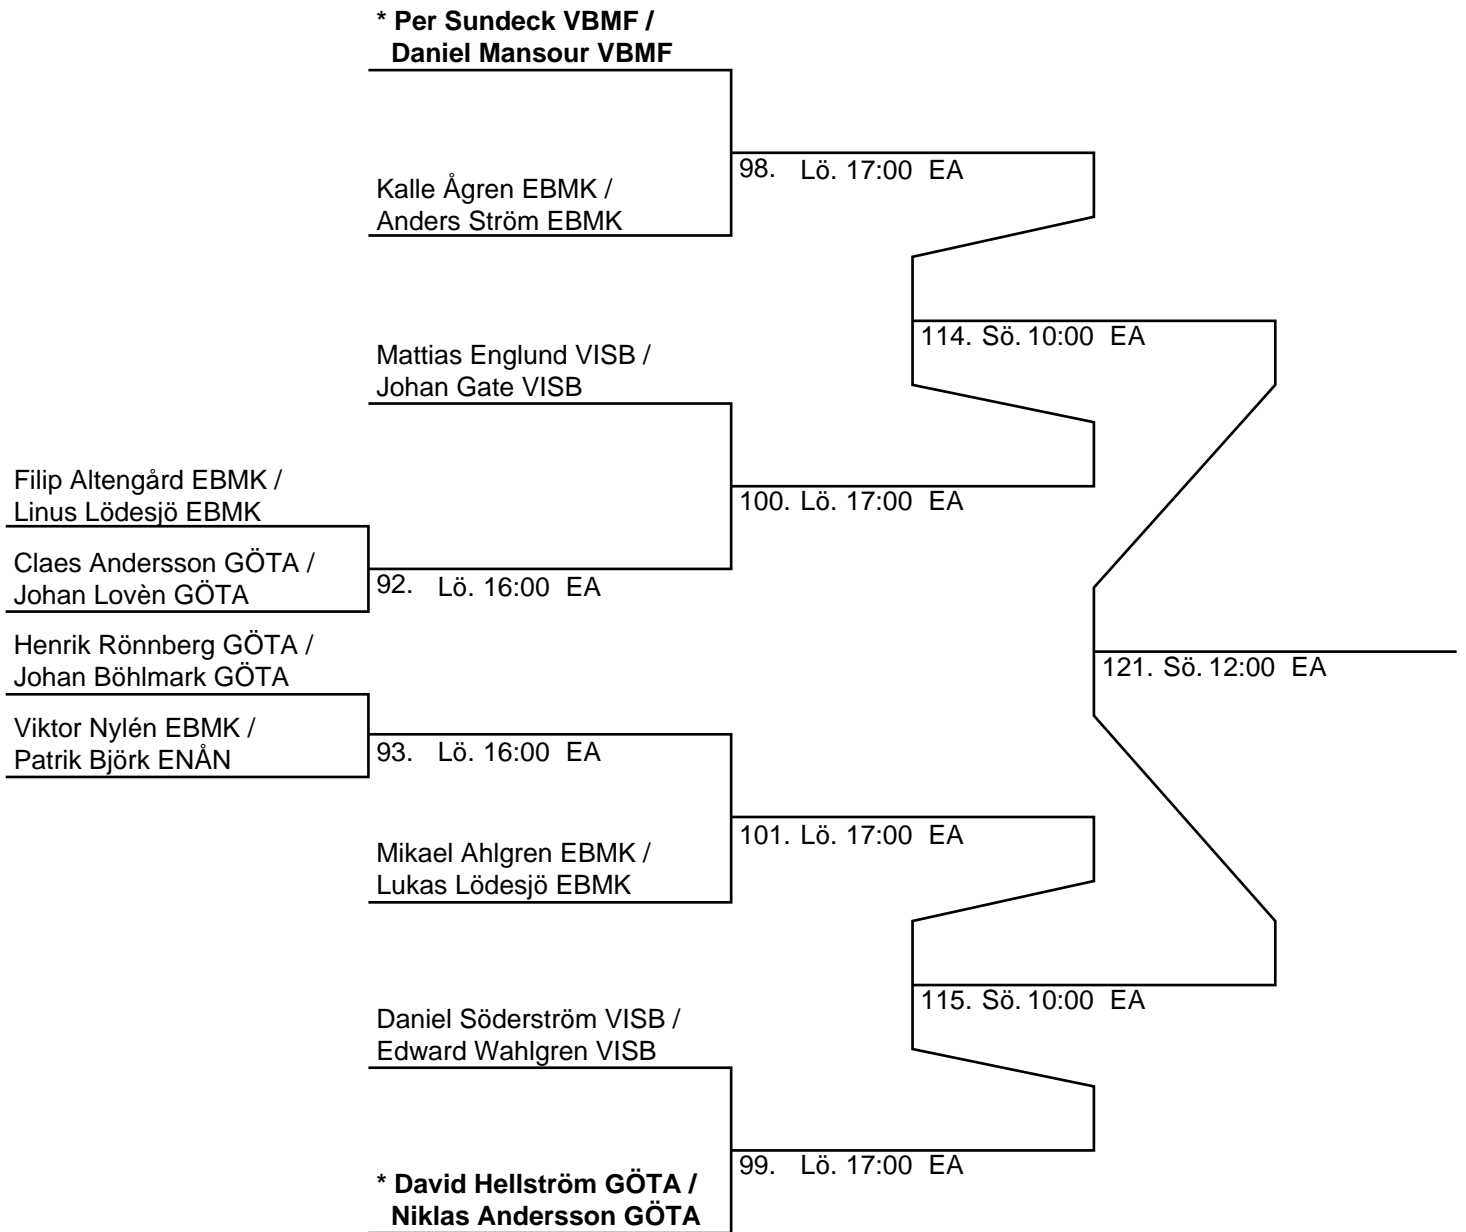 * Per Sundeck VBMF /
Daniel Mansour VBMF
98. Lö. 17:00 EA
Kalle Ågren EBMK /
Anders Ström EBMK
114. Sö. 10:00 EA
Mattias Englund VISB /
Johan Gate VISB
Filip Altengård EBMK /
Linus Lödesjö EBMK
100. Lö. 17:00 EA
Claes Andersson GÖTA /
Johan Lovèn GÖTA
92. Lö. 16:00 EA
Henrik Rönnberg GÖTA /
Johan Böhlmark GÖTA
121. Sö. 12:00 EA
Viktor Nylén EBMK /
Patrik Björk ENÅN
93. Lö. 16:00 EA
101. Lö. 17:00 EA
Mikael Ahlgren EBMK /
Lukas Lödesjö EBMK
115. Sö. 10:00 EA
Daniel Söderström VISB /
Edward Wahlgren VISB
99. Lö. 17:00 EA
* David Hellström GÖTA /
Niklas Andersson GÖTA